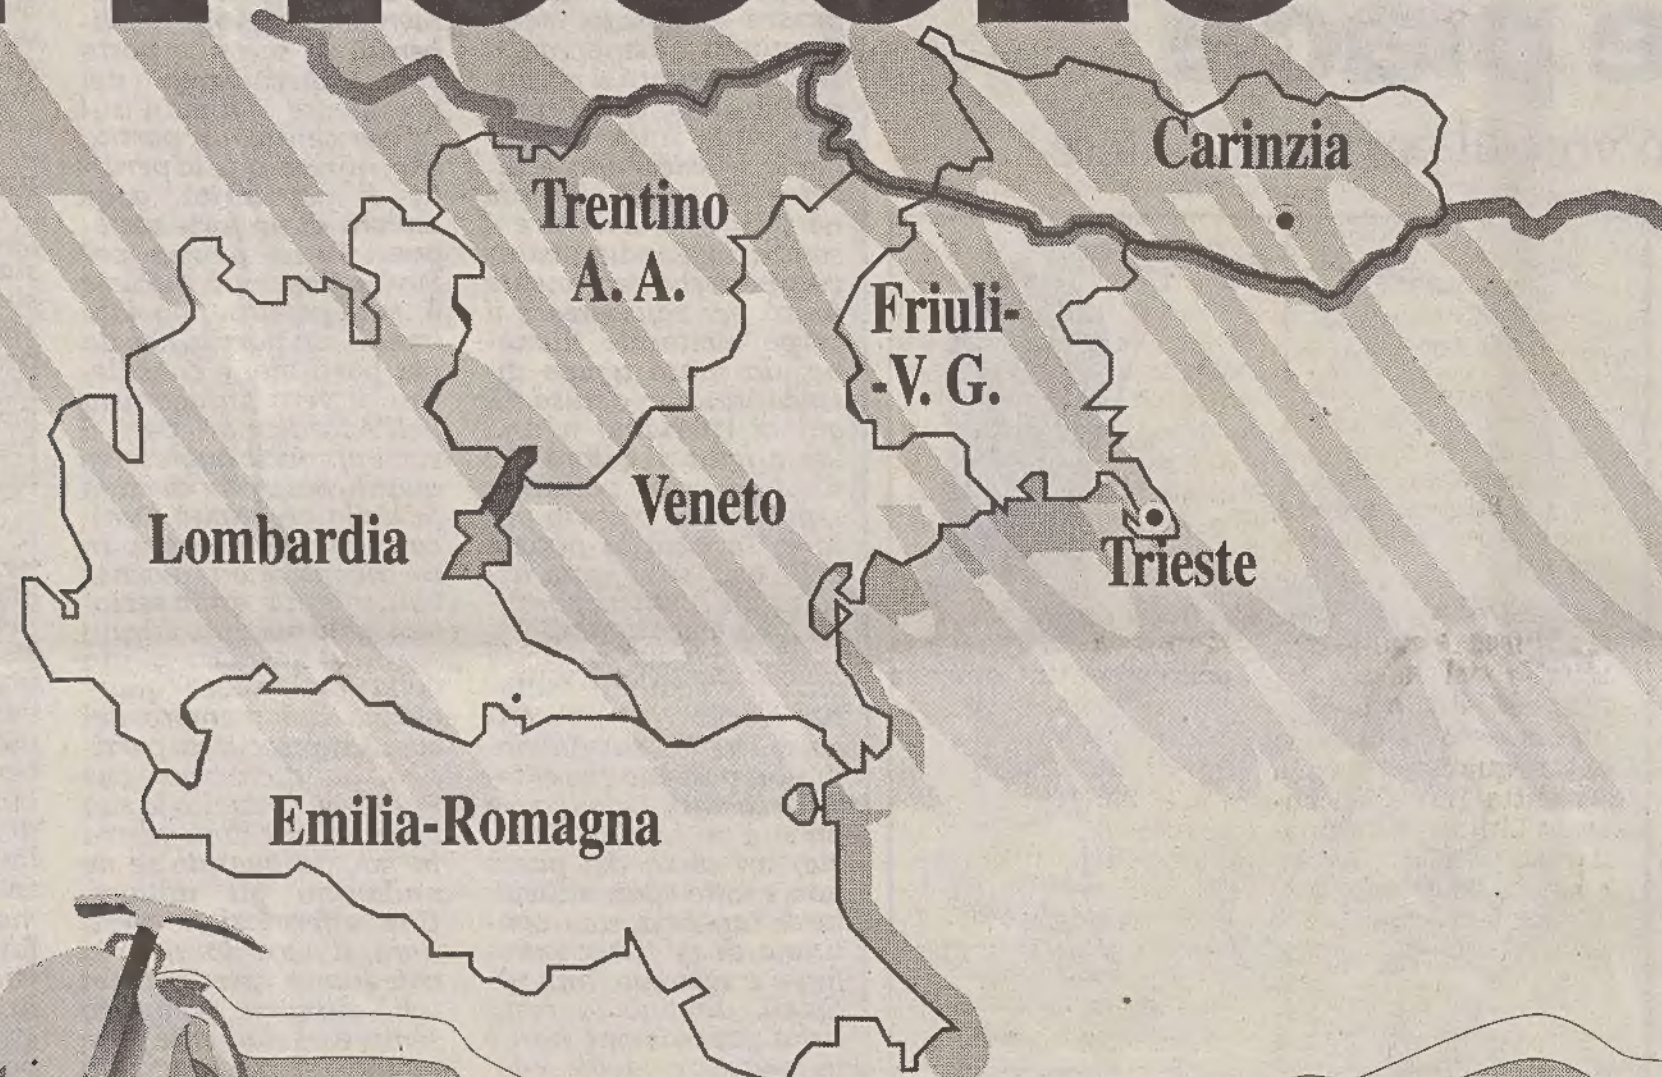 Carinzia
Trentino
A. A.
Friuli-
-V. G.
Veneto
Lombardia
Trieste
Emilia-Romagna